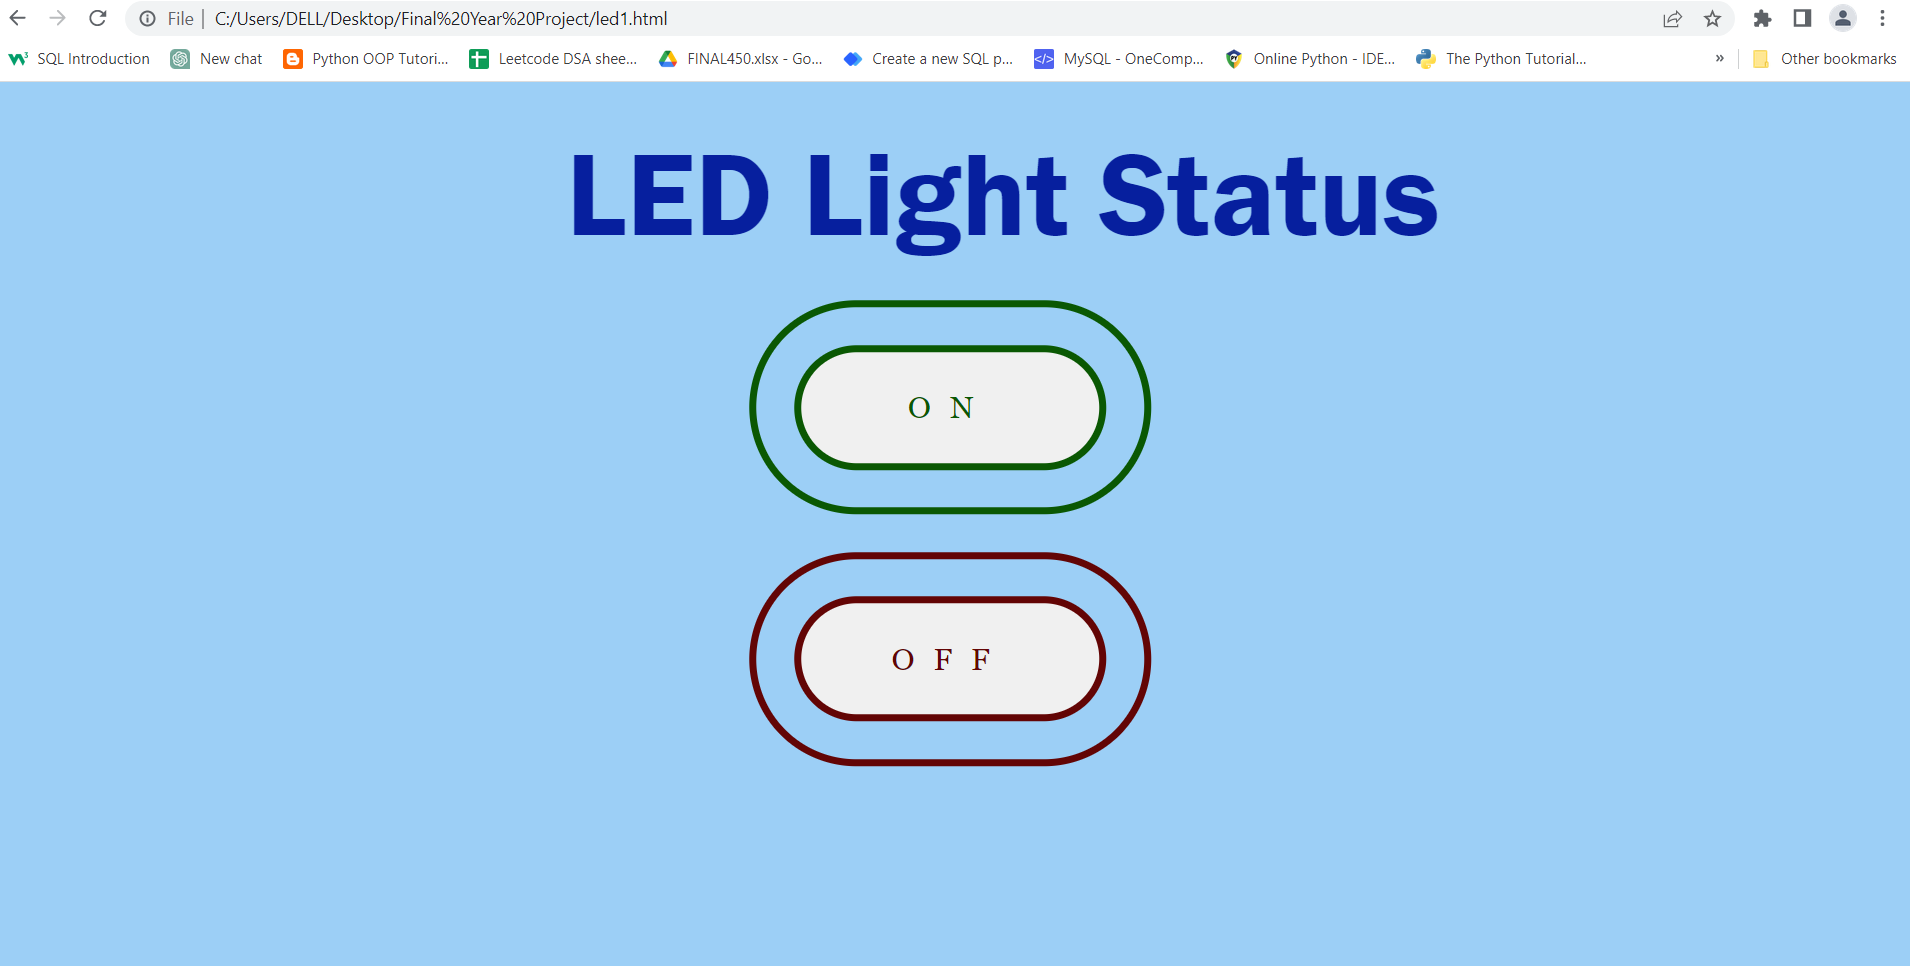 File | C:/Users/DELL/Desktop/Final%20Year%20Project/led1.html
SQL Introduction New chat Python OOP Tutori... Leetcode DSA shee... FINAL450.xlsx - Go... Create a new SQL p... MySQL - OneComp... Online Python - IDE... The Python Tutorial... » Other bookmarks
LED Light Status
ON
OFF